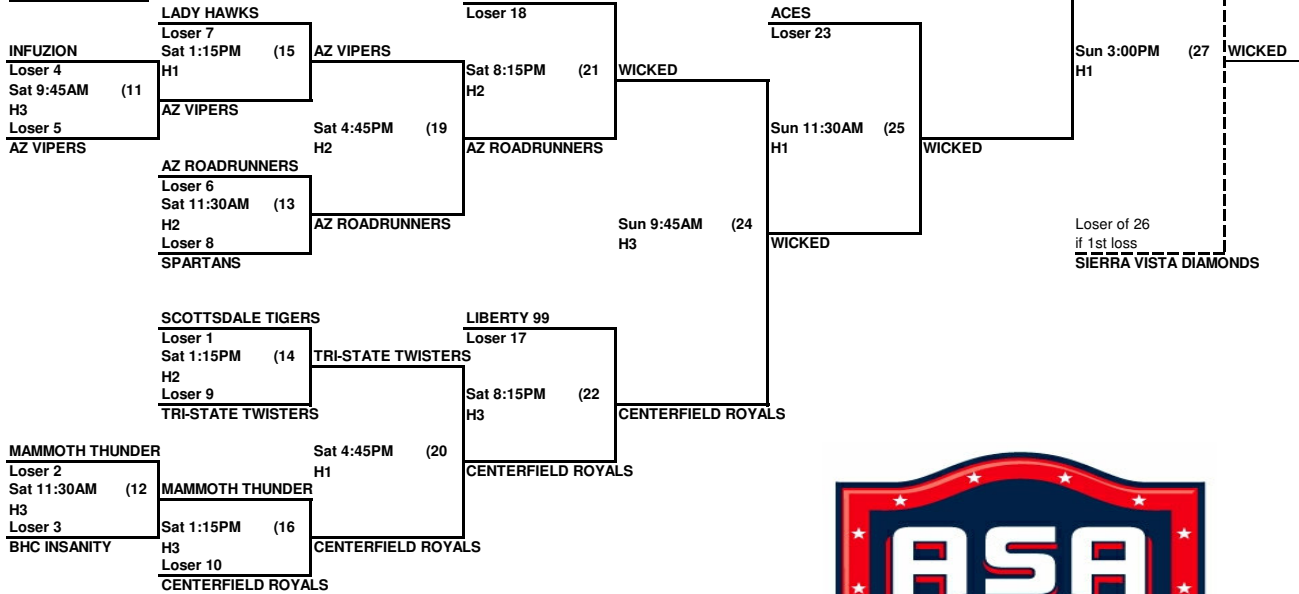 LADY HAWKS
Loser 7
Sat 1:15PM (15
H1
AZ VIPERS
INFUZION
Loser 4
Sat 9:45AM (11
H3
Loser 5
AZ VIPERS
AZ VIPERS
Sat 4:45PM (19
H2
AZ ROADRUNNERS
AZ ROADRUNNERS
Loser 6
Sat 11:30AM (13
H2
Loser 8
SPARTANS
Loser 18
Sat 8:15PM (21
H2
AZ ROADRUNNERS
WICKED
Sun 9:45AM (24
H3
CENTERFIELD ROYALS
ACES
Loser 23
Sun 11:30AM (25
H1
WICKED
WICKED
Sun 3:00PM (27
H1
WICKED
Loser of 26
if 1st loss
SIERRA VISTA DIAMONDS
SCOTTSDALE TIGERS
Loser 1
Sat 1:15PM (14
H2
Loser 9
TRI-STATE TWISTERS
TRI-STATE TWISTERS
Sat 4:45PM (20
H1
CENTERFIELD ROYALS
LIBERTY 99
Loser 17
Sat 8:15PM (22
H3
CENTERFIELD ROYALS
MAMMOTH THUNDER
Loser 2
Sat 11:30AM (12
H3
Loser 3
BHC INSANITY
MAMMOTH THUNDER
Sat 1:15PM (16
H3
Loser 10
CENTERFIELD ROYALS
ASA